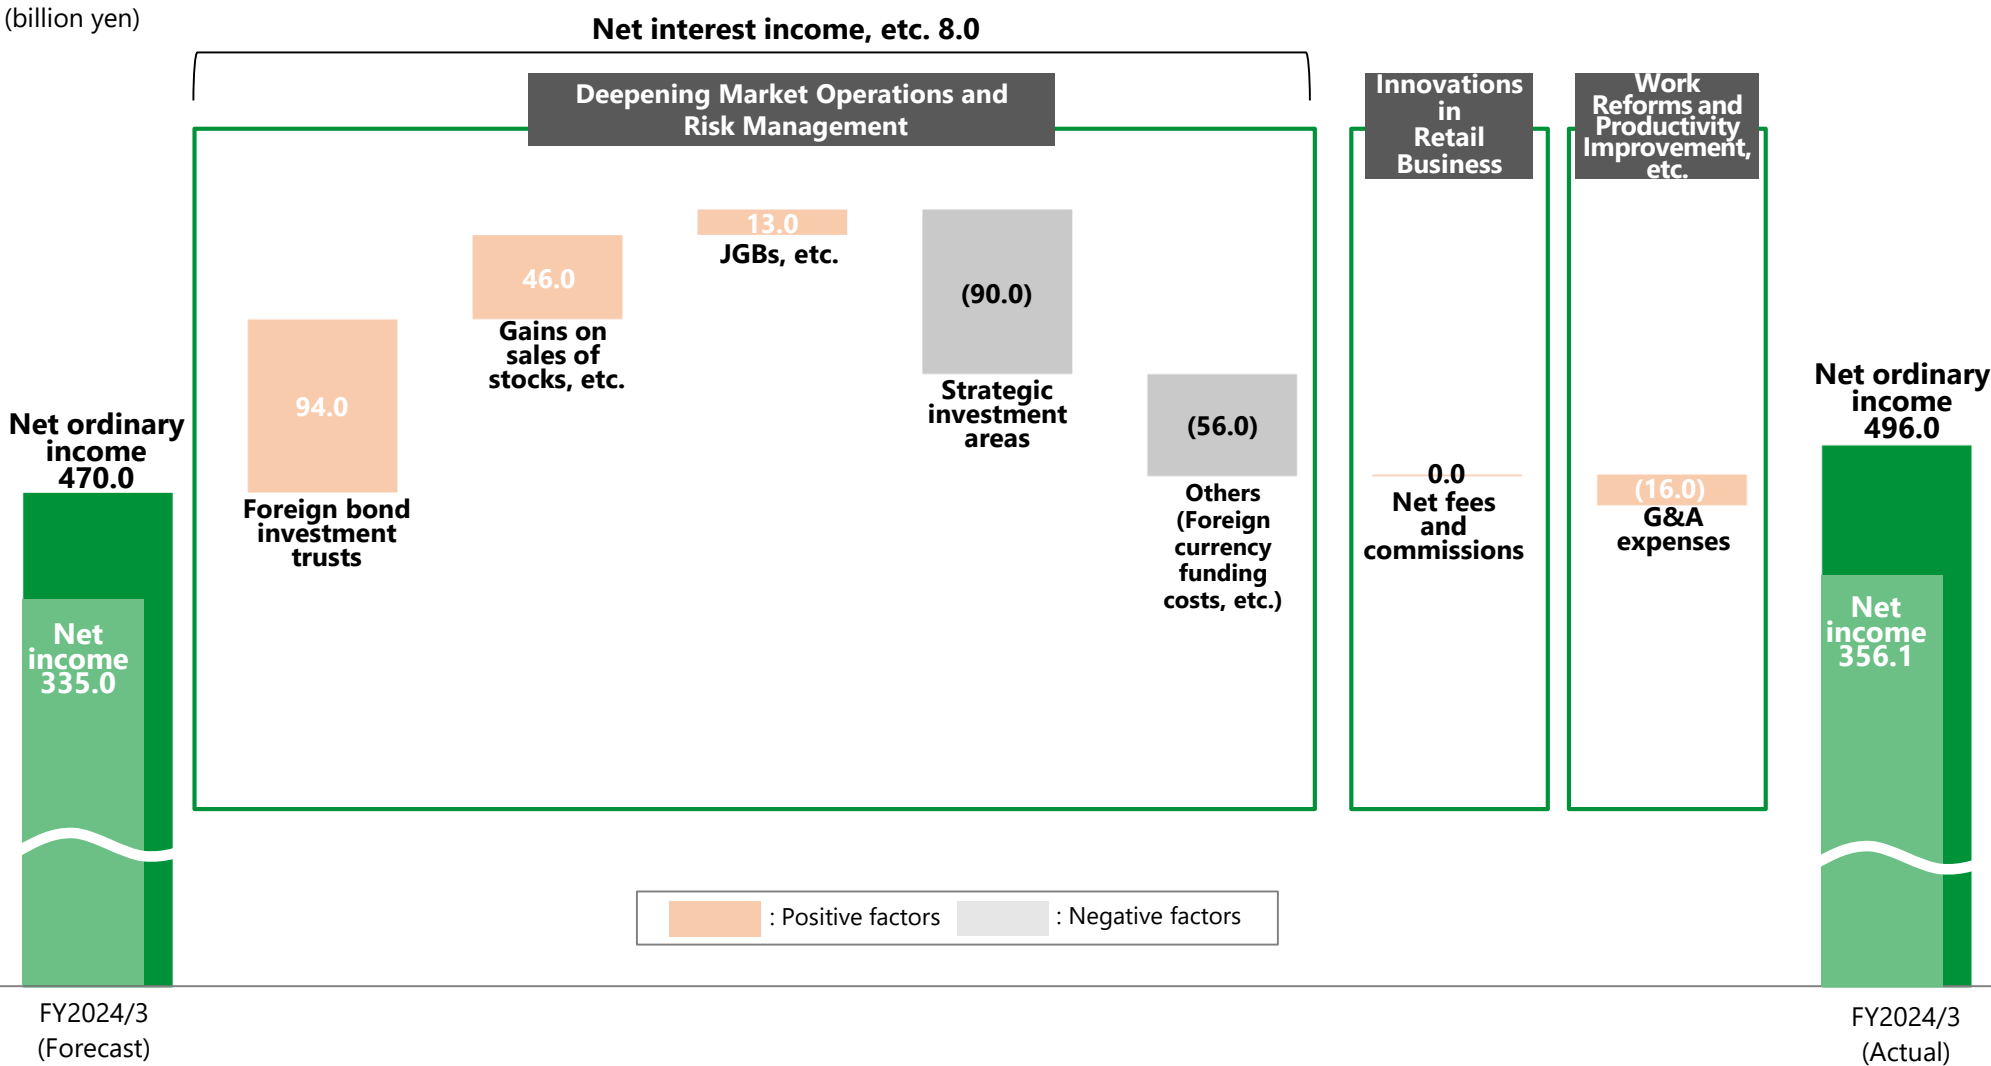 (billion yen)
Net interest income, etc. 8.0
Deepening Market Operations and
Risk Management
Innovations
in
Retail
Business
Work
Reforms and
Productivity
Improvement,
etc.
Net ordinary
income
470.0
Net
income
335.0
94.0
Foreign bond
investment
trusts
46.0
Gains on
sales of
stocks, etc.
13.0
JGBs, etc.
(90.0)
Strategic
investment
areas
(56.0)
Others
(Foreign
currency
funding
costs, etc.)
0.0
Net fees
and
commissions
(16.0)
G&A
expenses
Net ordinary
income
496.0
Net
income
356.1
: Positive factors
: Negative factors
FY2024/3
(Forecast)
FY2024/3
(Actual)